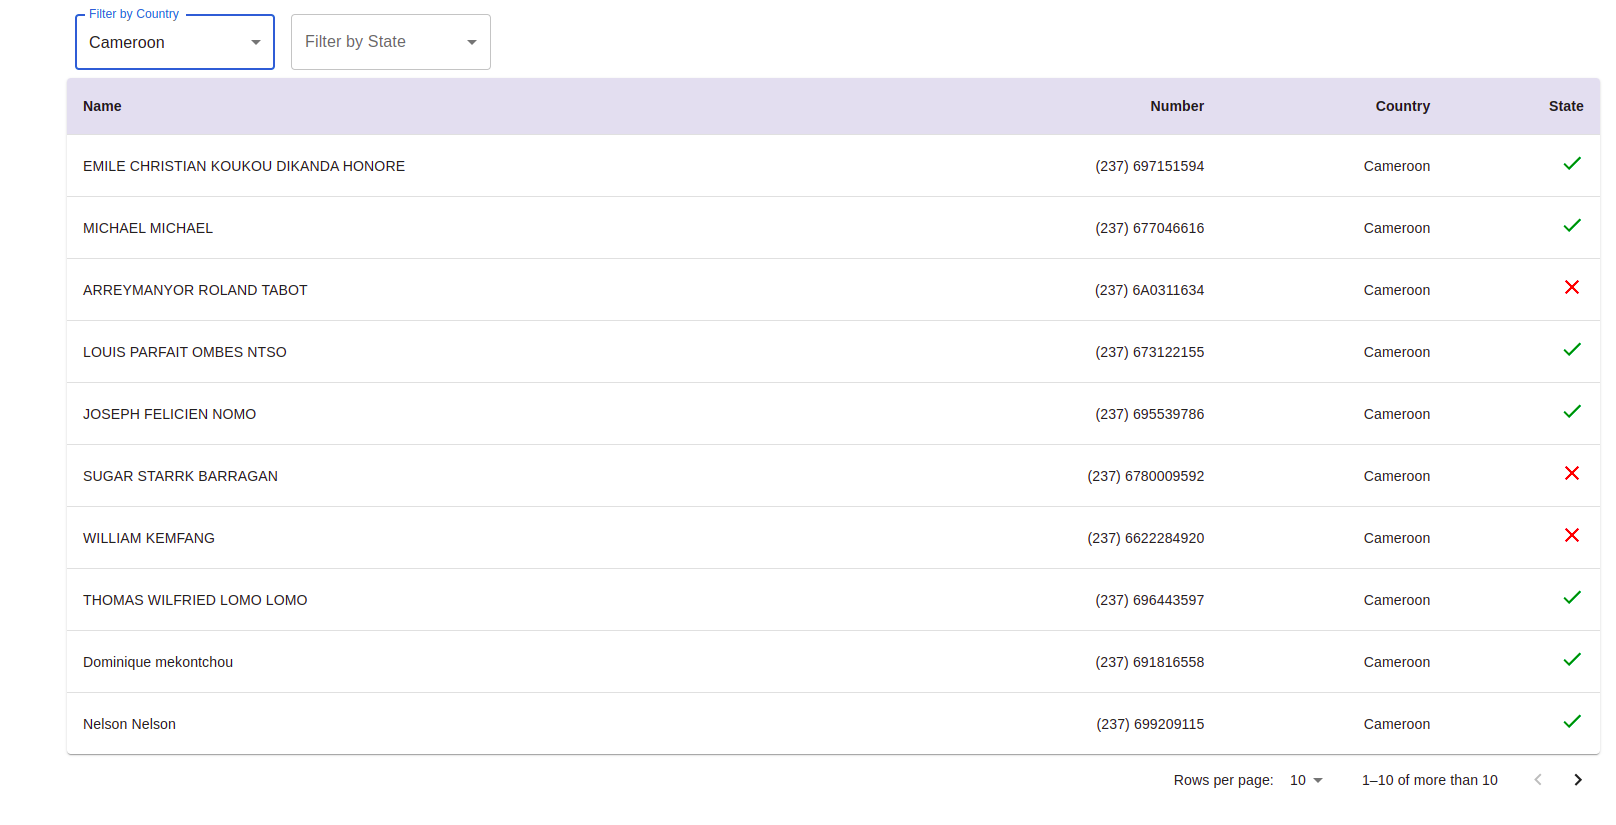 Filter by Country
Cameroon Filter by State
Name Number Country State
EMILE CHRISTIAN KOUKOU DIKANDA HONORE (237) 697151594 Cameroon
MICHAEL MICHAEL (237) 677046616 Cameroon
ARREYMANYOR ROLAND TABOT (237) 6A0311634 Cameroon
LOUIS PARFAIT OMBES NTSO (237) 673122155 Cameroon
JOSEPH FELICIEN NOMO (237) 695539786 Cameroon
SUGAR STARRK BARRAGAN (237) 6780009592 Cameroon
WILLIAM KEMFANG (237) 6622284920 Cameroon
THOMAS WILFRIED LOMO LOMO (237) 696443597 Cameroon
Dominique mekontchou (237) 691816558 Cameroon
Nelson Nelson (237) 699209115 Cameroon
Rows per page: 10 1–10 of more than 10